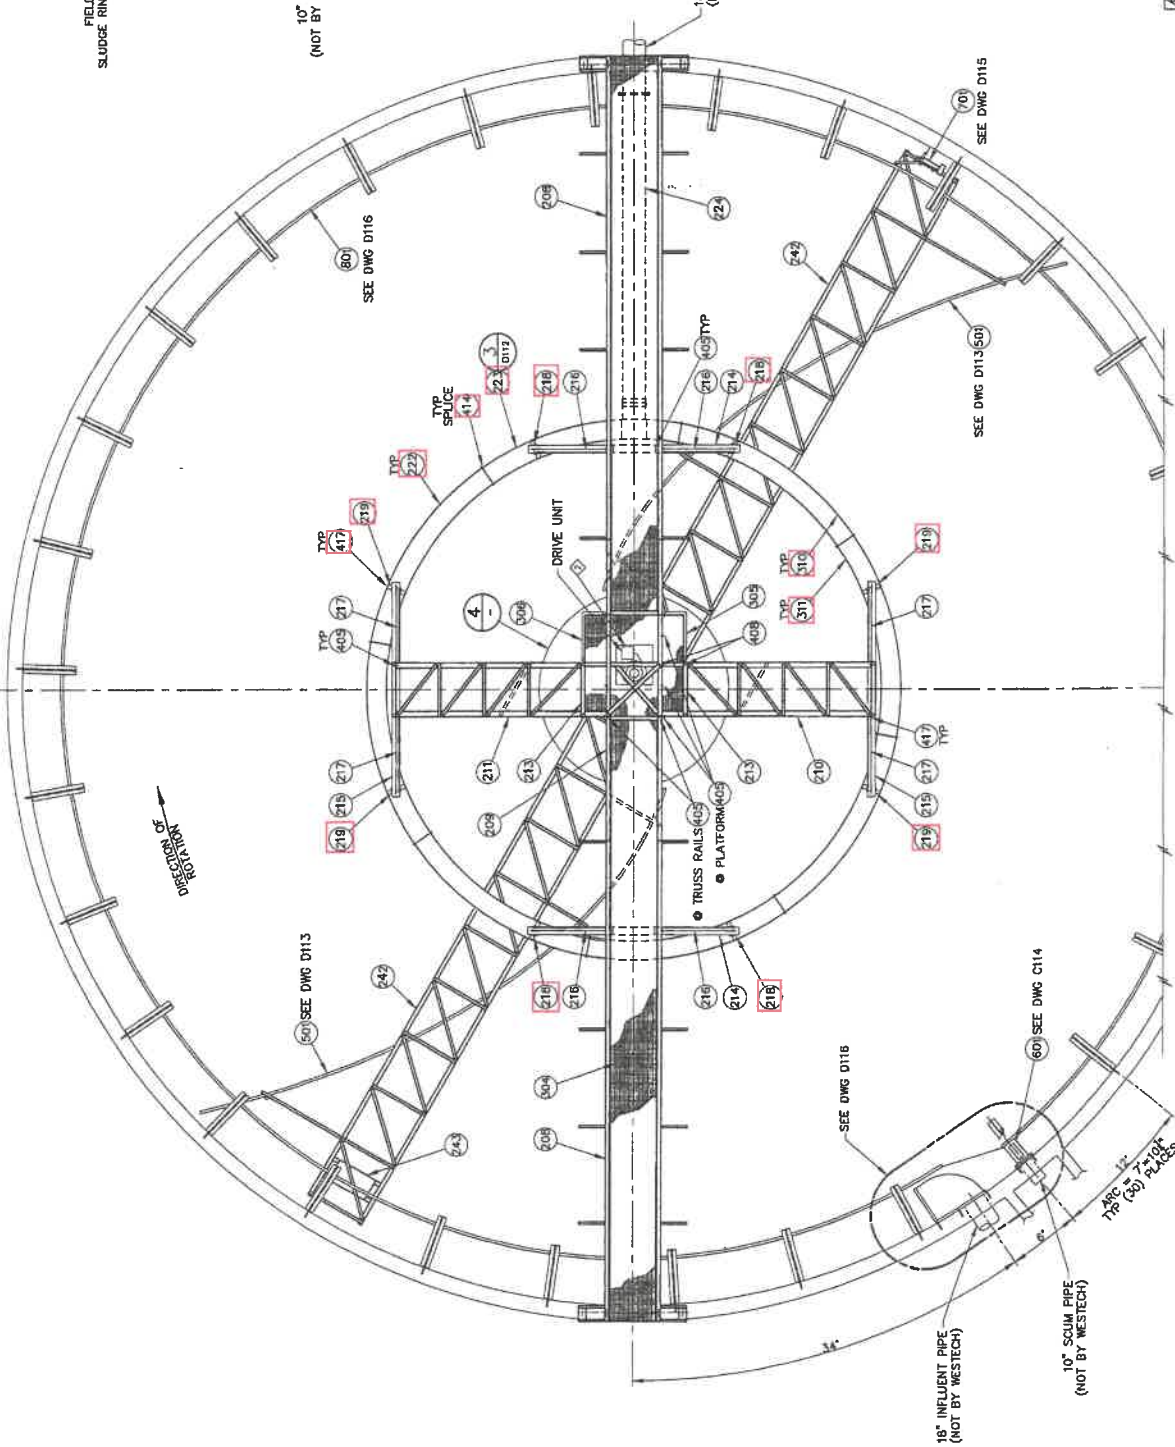 FIELD
SLUDGE RIN
10"
(NOT BY
1
DIRECTION OF
ROTATION
801
SEE DWG D116
208
224
701
SEE DWG D115
242
SEE DWG D113 501
3
D112
223
TYP
SPLICE
414
218
216
405 TYP
216
214
218
TYP
222
219
TYP
417
217
TYP
405
DRIVE UNIT
2
4
-
306
305
408
TYP
310
TYP
311
219
217
217
215
219
211
213
209
213
210
405
TRUSS RAILS 405
PLATFORM
417
TYP
217
215
219
218
216
216
214
218
501 SEE DWG D113
242
243
304
208
SEE DWG D116
601 SEE DWG C114
12°
ARC = 7'-10½"
TYP (30) PLACES
6°
34°
18" INFLUENT PIPE
(NOT BY WESTECH)
10" SCUM PIPE
(NOT BY WESTECH)